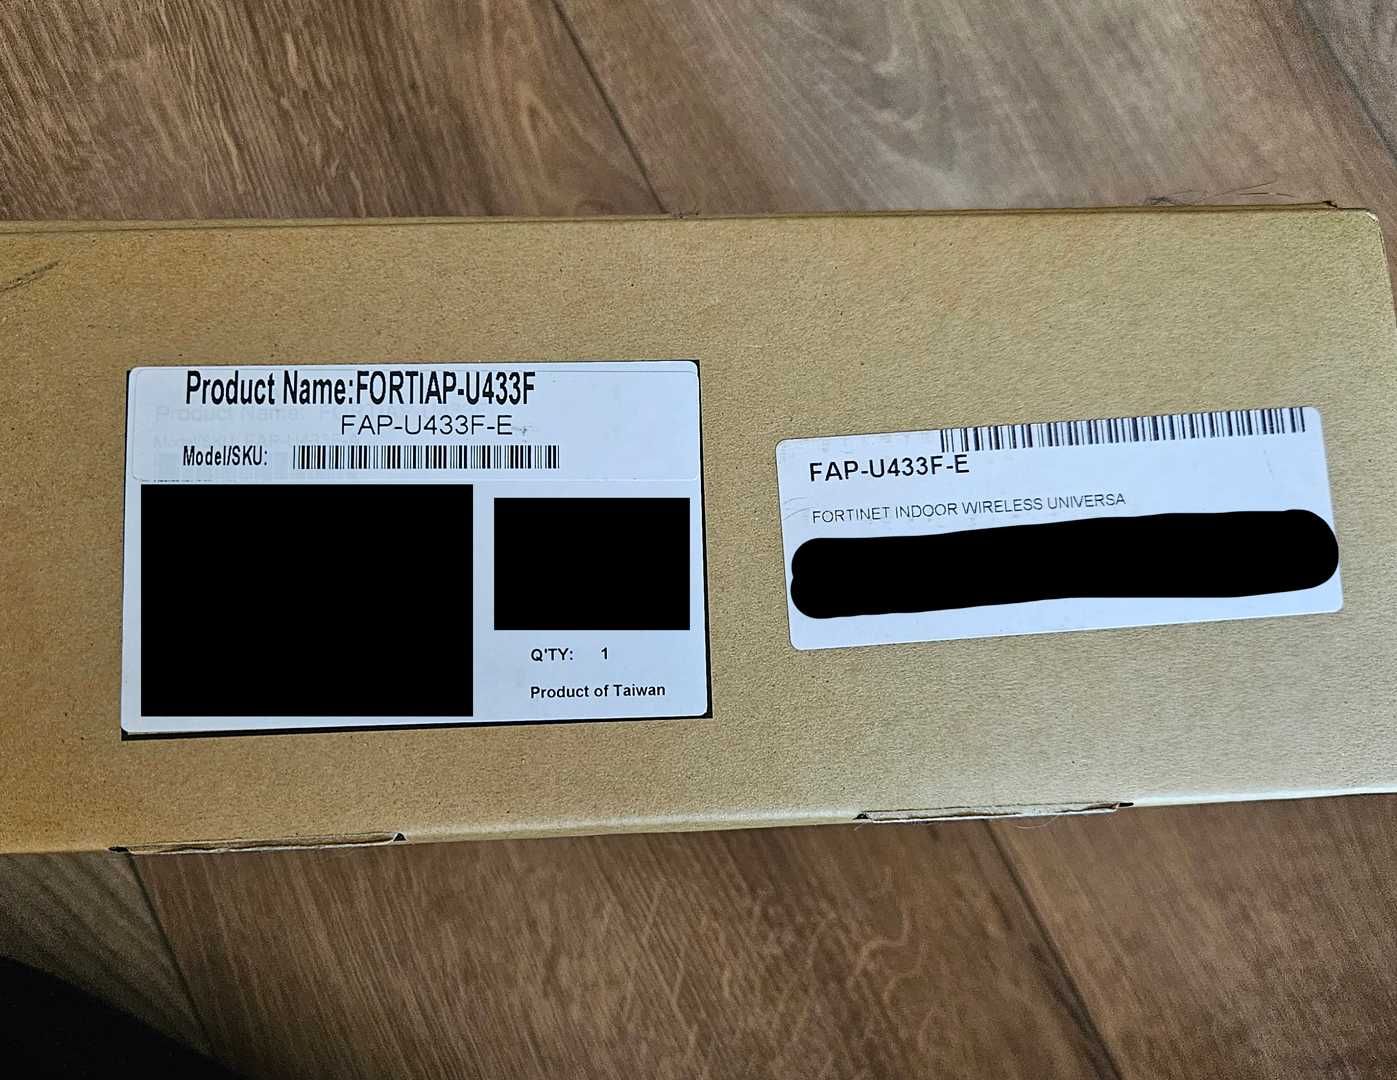 Product Name:FORTIAP-U433F
FAP-U433F-E
Model/SKU:
Q'TY: 1
Product of Taiwan
FAP-U433F-E
FORTINET INDOOR WIRELESS UNIVERSA